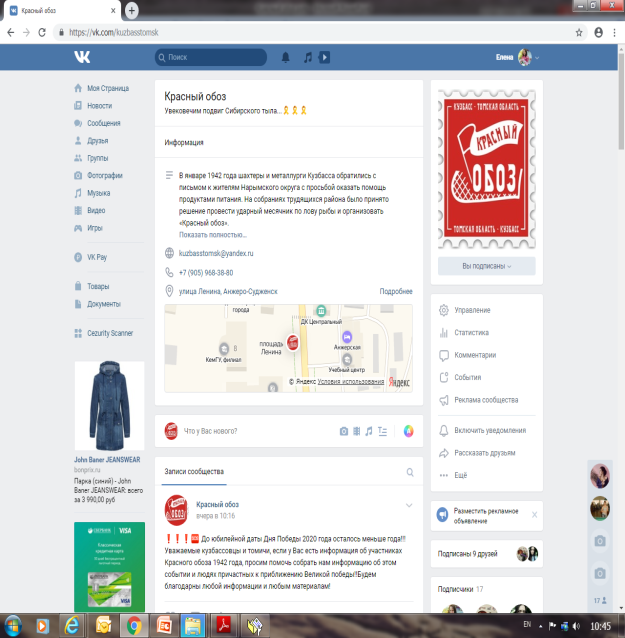 Красный обоз
https://vk.com/kuzbasstomsk
Поиск
Елена
Моя Страница
Новости
Сообщения
Друзья
Группы
Фотографии
Музыка
Видео
Игры
VK Pay
Товары
Документы
Cezurity Scanner
John Baner JEANSWEAR
bonprix.ru
Парка (синий) - John
Baner JEANSWEAR: всего
за 3 990,00 руб
СБЕРБАНК VISA
Классическая
кредитная карта
VISA
Красный обоз
Увековечим подвиг Сибирского тыла...
Информация
В январе 1942 года шахтеры и металлурги Кузбасса обратились с
письмом к жителям Нарымского округа с просьбой оказать помощь
продуктами питания. На собраниях трудящихся района было принято
решение провести ударный месячник по лову рыбы и организовать
«Красный обоз».
Показать полностью...
kuzbasstomsk@yandex.ru
+7 (905) 968-38-80
улица Ленина, Анжеро-Судженск
Подробнее
города
ДК Центральный
площадь
Ленина
КемГУ, филиал
Анжерская
Учебный центр
© Яндекс Условия использования Яндекс
Что у Вас нового?
Записи сообщества
Красный обоз
вчера в 10:16
До юбилейной даты Дня Победы 2020 года осталось меньше года!!!
Уважаемые кузбассовцы и томичи, если у Вас есть информация об участниках
Красного обоза 1942 года, просим помочь собрать нам информацию об этом
событии и людях причастных к приближению Великой победы!!Будем
благодарны любой информации и любым материалам!
КУЗБАСС - ТОМСКАЯ ОБЛАСТЬ
КРАСНЫЙ
ОБОЗ
ТОМСКАЯ ОБЛАСТЬ - КУЗБАСС
Вы подписаны
Управление
Статистика
Комментарии
События
Реклама сообщества
Включить уведомления
Рассказать друзьям
Ещё
Разместить рекламное
объявление
Подписаны 9 друзей
Подписчики 17
17
EN
10:45